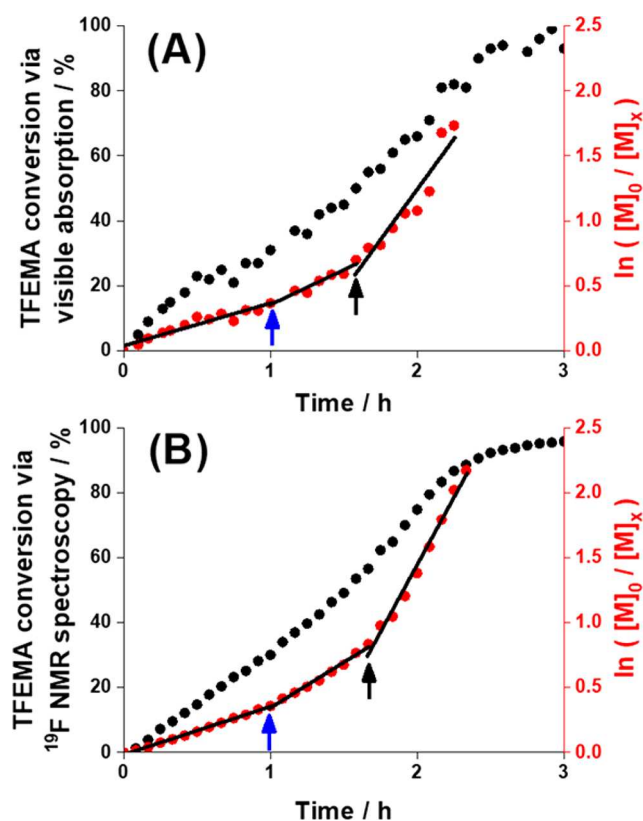 (A)
TFEMA conversion via
visible absorption / %
100
80
60
40
20
0
2.5
2.0
1.5
1.0
0.5
0.0
ln ( [M]0 / [M]x )
0 1 2 3
Time / h
(B)
TFEMA conversion via
19F NMR spectroscopy / %
100
80
60
40
20
0
2.5
2.0
1.5
1.0
0.5
0.0
ln ( [M]0 / [M]x )
0 1 2 3
Time / h